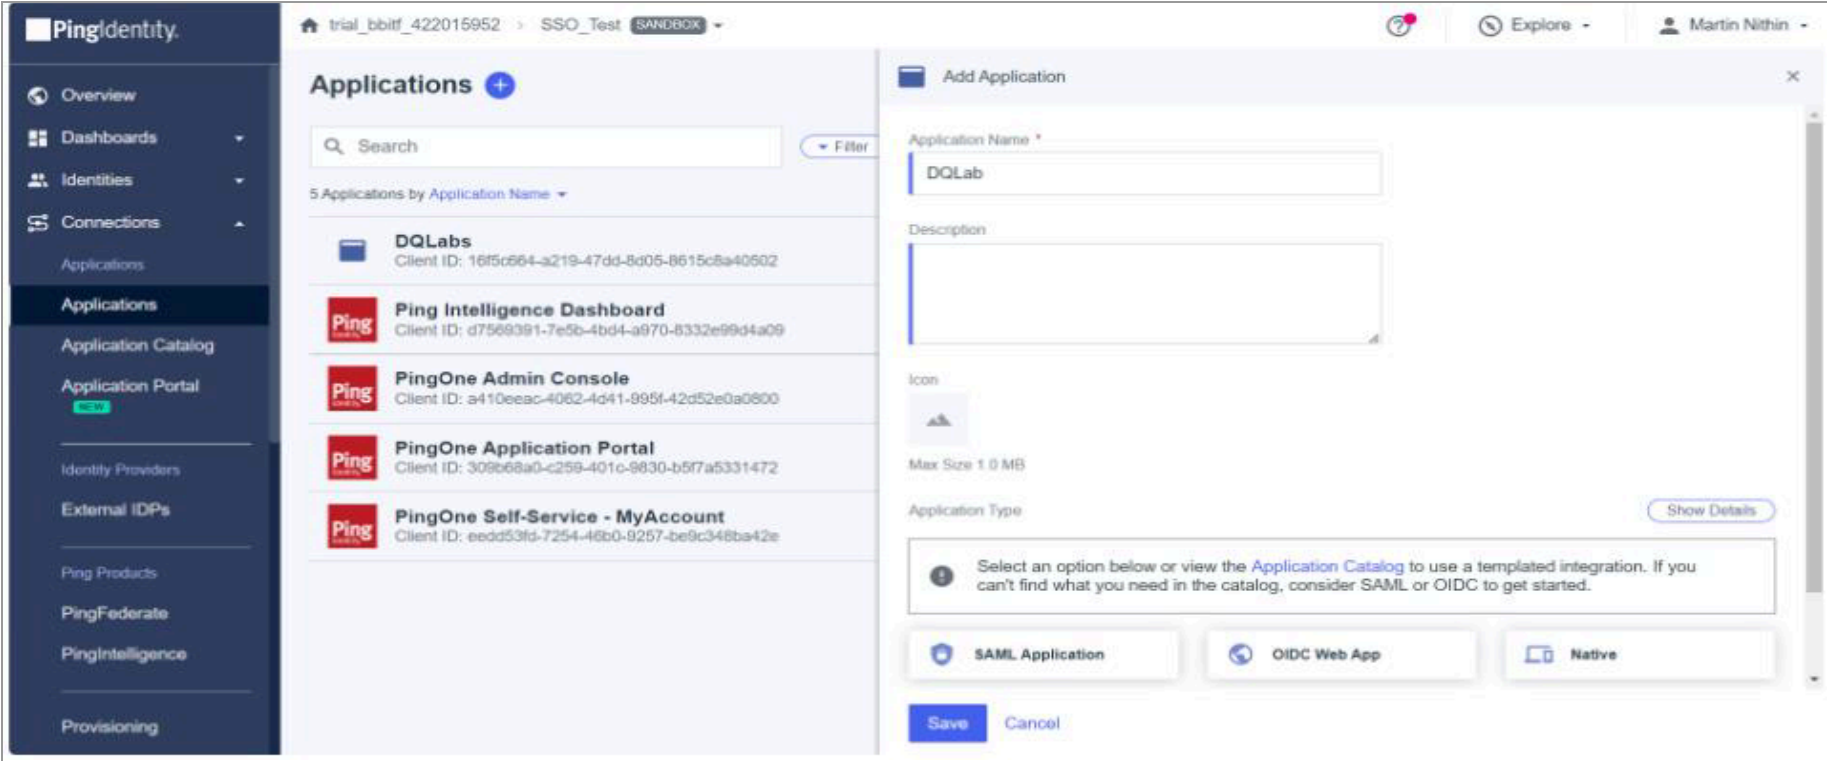 PingIdentity.
trial_bbitf_422015952 > SSO_Test SANDBOX
Explore
Martin Nithin
Overview
Dashboards
Identities
Connections
Applications
Applications
Application Catalog
Application Portal
NEW
Identity Providers
External IDPs
Ping Products
PingFederate
PingIntelligence
Provisioning
Applications
Search
Filter
5 Applications by Application Name
DQLabs
Client ID: 16f5c664-a219-47dd-8d05-8615c8a40502
Ping
Ping Intelligence Dashboard
Client ID: d7569391-7e5b-4bd4-a970-8332e99d4a09
Ping
PingOne Admin Console
Client ID: a410eeac-4062-4d41-995f-42d52e0a0800
Ping
PingOne Application Portal
Client ID: 309b68a0-c259-401c-9830-b5f7a5331472
Ping
PingOne Self-Service - MyAccount
Client ID: eedd53fd-7254-46b0-9257-be9c348ba42e
Add Application
Application Name *
DQLab
Description
Icon
Max Size 1.0 MB
Application Type
Show Details
Select an option below or view the Application Catalog to use a templated integration. If you
can't find what you need in the catalog, consider SAML or OIDC to get started.
SAML Application
OIDC Web App
Native
Save
Cancel